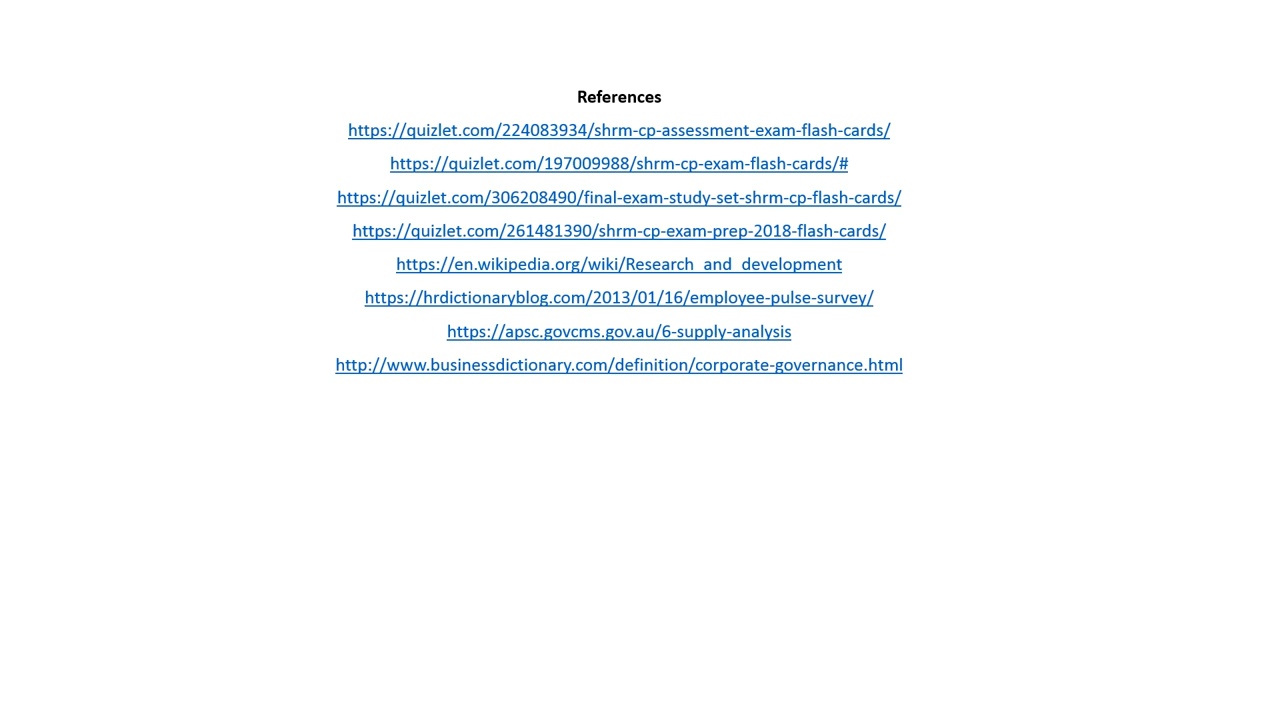 References
https://quizlet.com/224083934/shrm-cp-assessment-exam-flash-cards/
https://quizlet.com/197009988/shrm-cp-exam-flash-cards/#
https://quizlet.com/306208490/final-exam-study-set-shrm-cp-flash-cards/
https://quizlet.com/261481390/shrm-cp-exam-prep-2018-flash-cards/
https://en.wikipedia.org/wiki/Research_and_development
https://hrdictionaryblog.com/2013/01/16/employee-pulse-survey/
https://apsc.govcms.gov.au/6-supply-analysis
http://www.businessdictionary.com/definition/corporate-governance.html